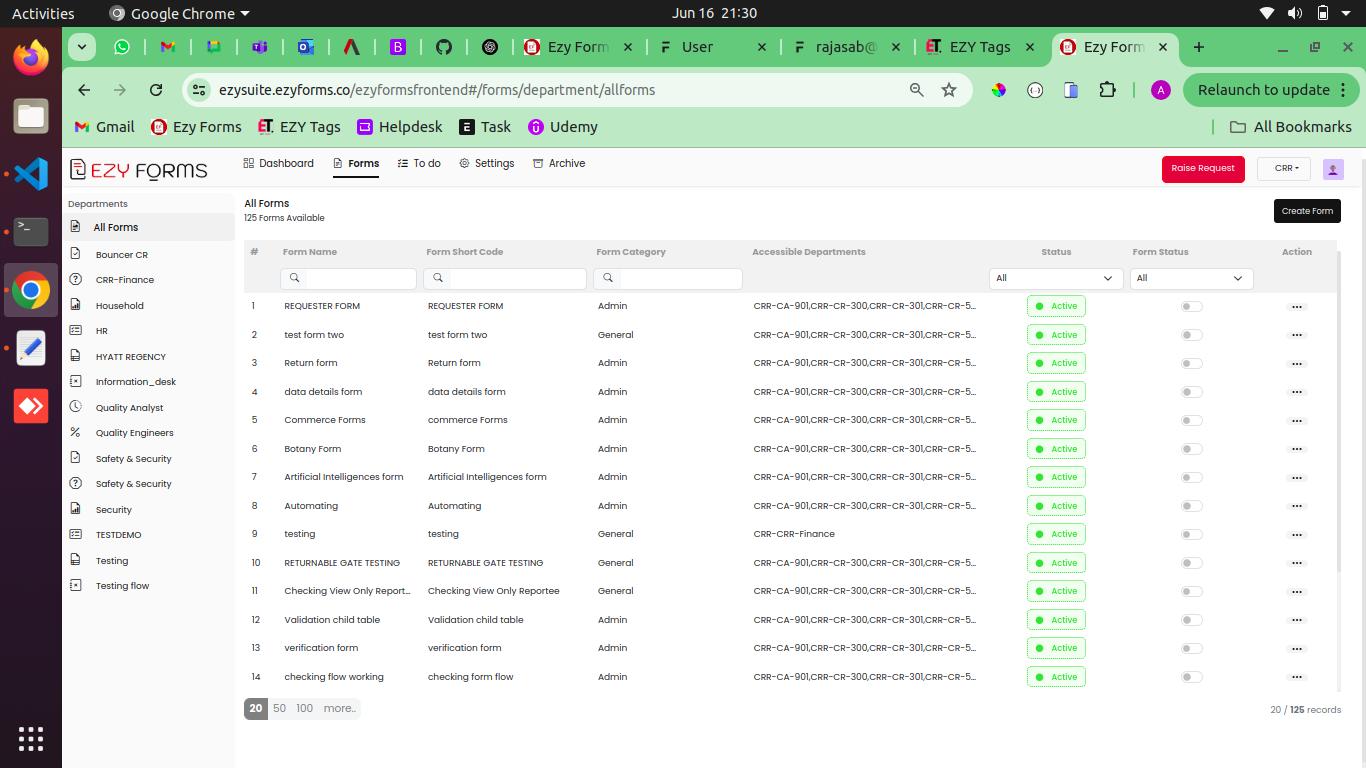 Activities Google Chrome Jun 16 21:30
Ezy Form User rajasab@ EZY Tags Ezy Form
ezysuite.ezyforms.co/ezyformsfrontend#/forms/department/allforms A Relaunch to update
Gmail Ezy Forms EZY Tags Helpdesk Task Udemy All Bookmarks
EZY FORMS Dashboard Forms To do Settings Archive Raise Request CRR
Departments
All Forms
Bouncer CR
CRR-Finance
Household
HR
HYATT REGENCY
Information_desk
Quality Analyst
Quality Engineers
Safety & Security
Safety & Security
Security
TESTDEMO
Testing
Testing flow
All Forms
125 Forms Available
Create Form
# Form Name Form Short Code Form Category Accessible Departments Status Form Status Action
All All
1 REQUESTER FORM REQUESTER FORM Admin CRR-CA-901,CRR-CR-300,CRR-CR-301,CRR-CR-5... Active ...
2 test form two test form two General CRR-CA-901,CRR-CR-300,CRR-CR-301,CRR-CR-5... Active ...
3 Return form Return form Admin CRR-CA-901,CRR-CR-300,CRR-CR-301,CRR-CR-5... Active ...
4 data details form data details form Admin CRR-CA-901,CRR-CR-300,CRR-CR-301,CRR-CR-5... Active ...
5 Commerce Forms commerce Forms Admin CRR-CA-901,CRR-CR-300,CRR-CR-301,CRR-CR-5... Active ...
6 Botany Form Botany Form Admin CRR-CA-901,CRR-CR-300,CRR-CR-301,CRR-CR-5... Active ...
7 Artificial Intelligences form Artificial Intelligences form Admin CRR-CA-901,CRR-CR-300,CRR-CR-301,CRR-CR-5... Active ...
8 Automating Automating Admin CRR-CA-901,CRR-CR-300,CRR-CR-301,CRR-CR-5... Active ...
9 testing testing General CRR-CRR-Finance Active ...
10 RETURNABLE GATE TESTING RETURNABLE GATE TESTING General CRR-CA-901,CRR-CR-300,CRR-CR-301,CRR-CR-5... Active ...
11 Checking View Only Report... Checking View Only Reportee General CRR-CA-901,CRR-CR-300,CRR-CR-301,CRR-CR-5... Active ...
12 Validation child table Validation child table Admin CRR-CA-901,CRR-CR-300,CRR-CR-301,CRR-CR-5... Active ...
13 verification form verification form Admin CRR-CA-901,CRR-CR-300,CRR-CR-301,CRR-CR-5... Active ...
14 checking flow working checking form flow Admin CRR-CA-901,CRR-CR-300,CRR-CR-301,CRR-CR-5... Active ...
20 50 100 more..
20 / 125 records